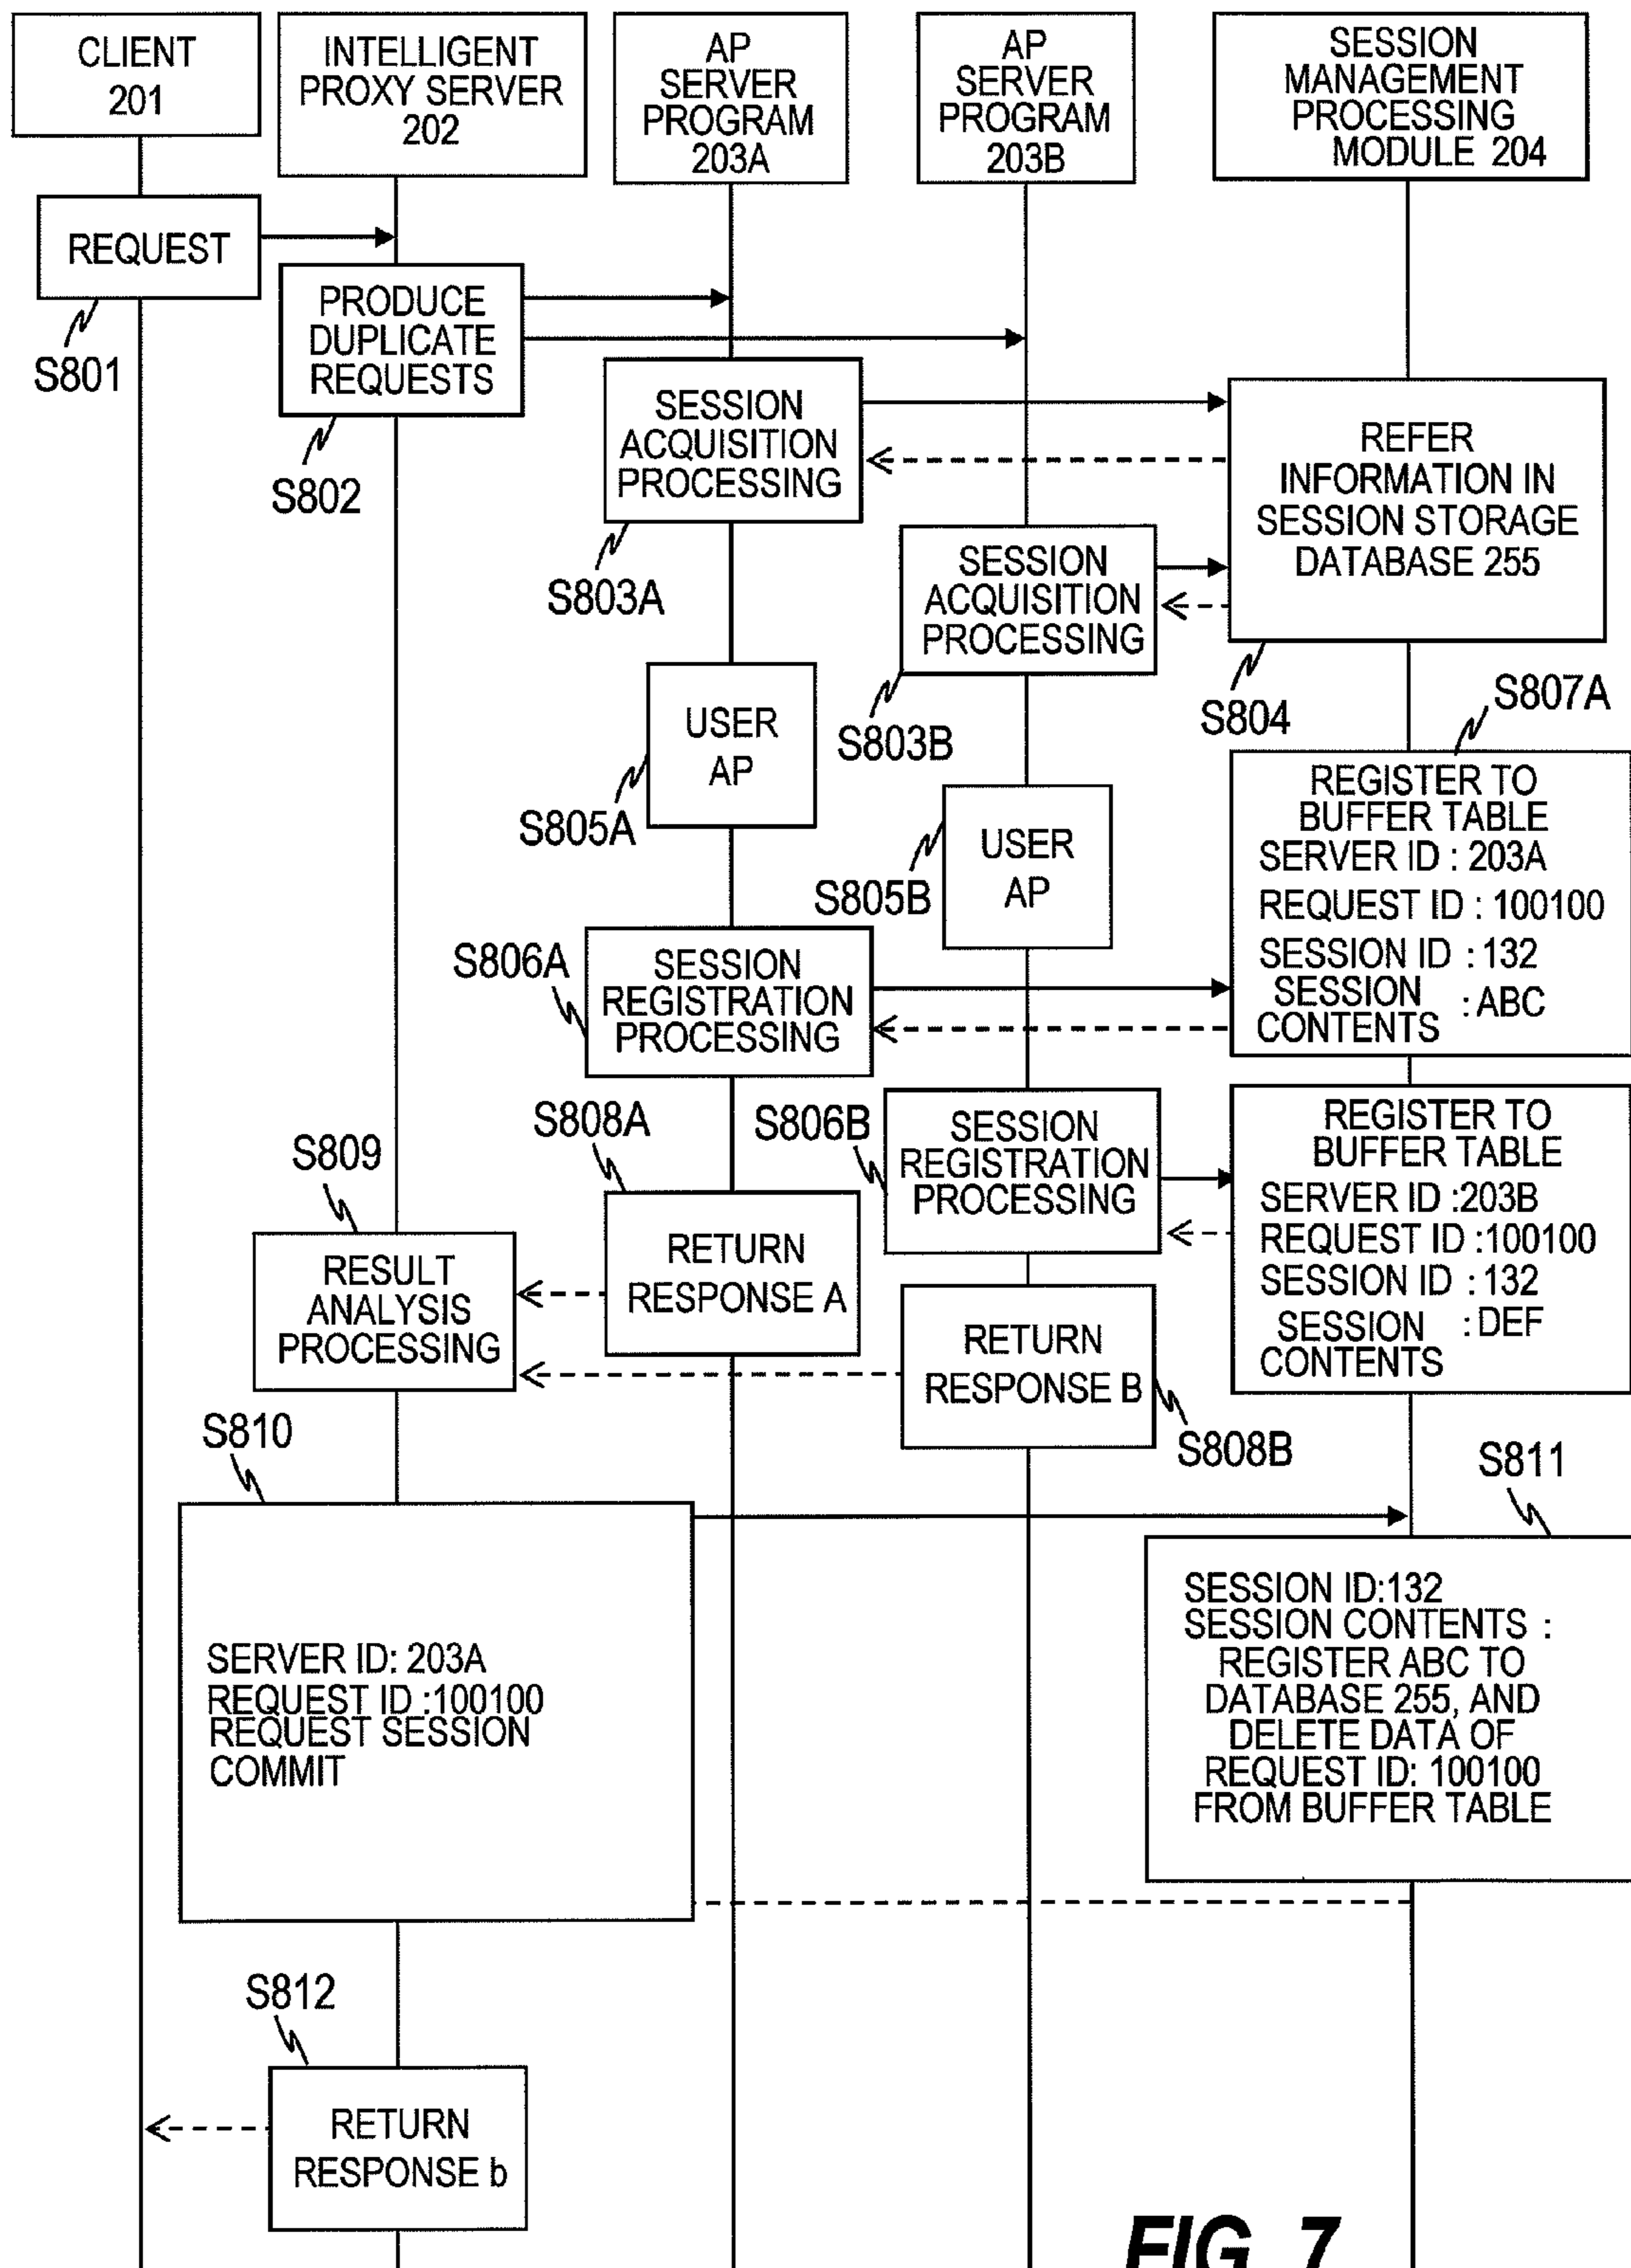 CLIENT
201
INTELLIGENT
PROXY SERVER
202
AP
SERVER
PROGRAM
203A
AP
SERVER
PROGRAM
203B
SESSION
MANAGEMENT
PROCESSING
MODULE 204
REQUEST
S801
PRODUCE
DUPLICATE
REQUESTS
S802
SESSION
ACQUISITION
PROCESSING
S803A
REFER
INFORMATION IN
SESSION STORAGE
DATABASE 255
S804
SESSION
ACQUISITION
PROCESSING
S803B
USER
AP
S805A
USER
AP
S805B
S807A
REGISTER TO
BUFFER TABLE
SERVER ID : 203A
REQUEST ID : 100100
SESSION ID : 132
SESSION
CONTENTS : ABC
S806A
SESSION
REGISTRATION
PROCESSING
S806B
SESSION
REGISTRATION
PROCESSING
REGISTER TO
BUFFER TABLE
SERVER ID :203B
REQUEST ID :100100
SESSION ID : 132
SESSION
CONTENTS : DEF
S808A
RETURN
RESPONSE A
S809
RESULT
ANALYSIS
PROCESSING
RETURN
RESPONSE B
S808B
S810
SERVER ID: 203A
REQUEST ID :100100
REQUEST SESSION
COMMIT
S811
SESSION ID:132
SESSION CONTENTS :
REGISTER ABC TO
DATABASE 255, AND
DELETE DATA OF
REQUEST ID: 100100
FROM BUFFER TABLE
S812
RETURN
RESPONSE b
FIG. 7